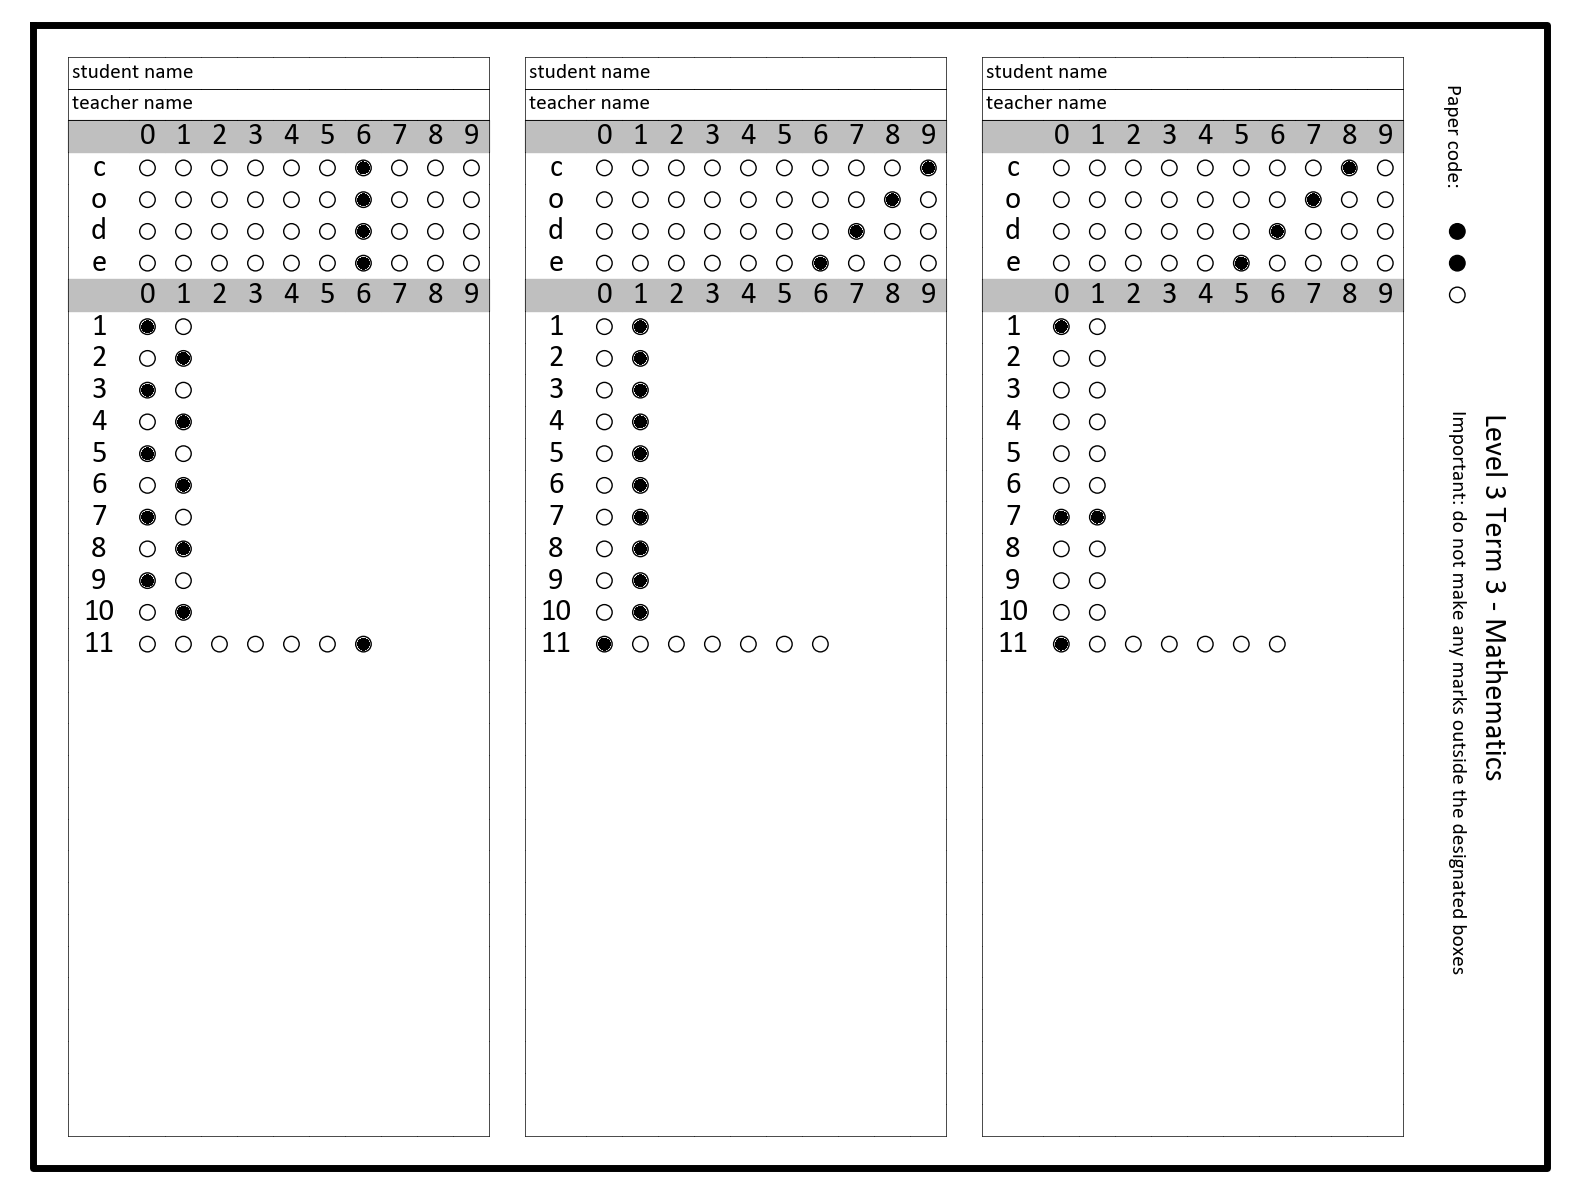 student name
teacher name
0 1 2 3 4 5 6 7 8 9
c
o
d
e
0 1 2 3 4 5 6 7 8 9
1
2
3
4
5
6
7
8
9
10
11
student name
teacher name
0 1 2 3 4 5 6 7 8 9
c
o
d
e
0 1 2 3 4 5 6 7 8 9
1
2
3
4
5
6
7
8
9
10
11
student name
teacher name
0 1 2 3 4 5 6 7 8 9
c
o
d
e
0 1 2 3 4 5 6 7 8 9
1
2
3
4
5
6
7
8
9
10
11
Paper code:
Level 3 Term 3 - Mathematics
Important: do not make any marks outside the designated boxes